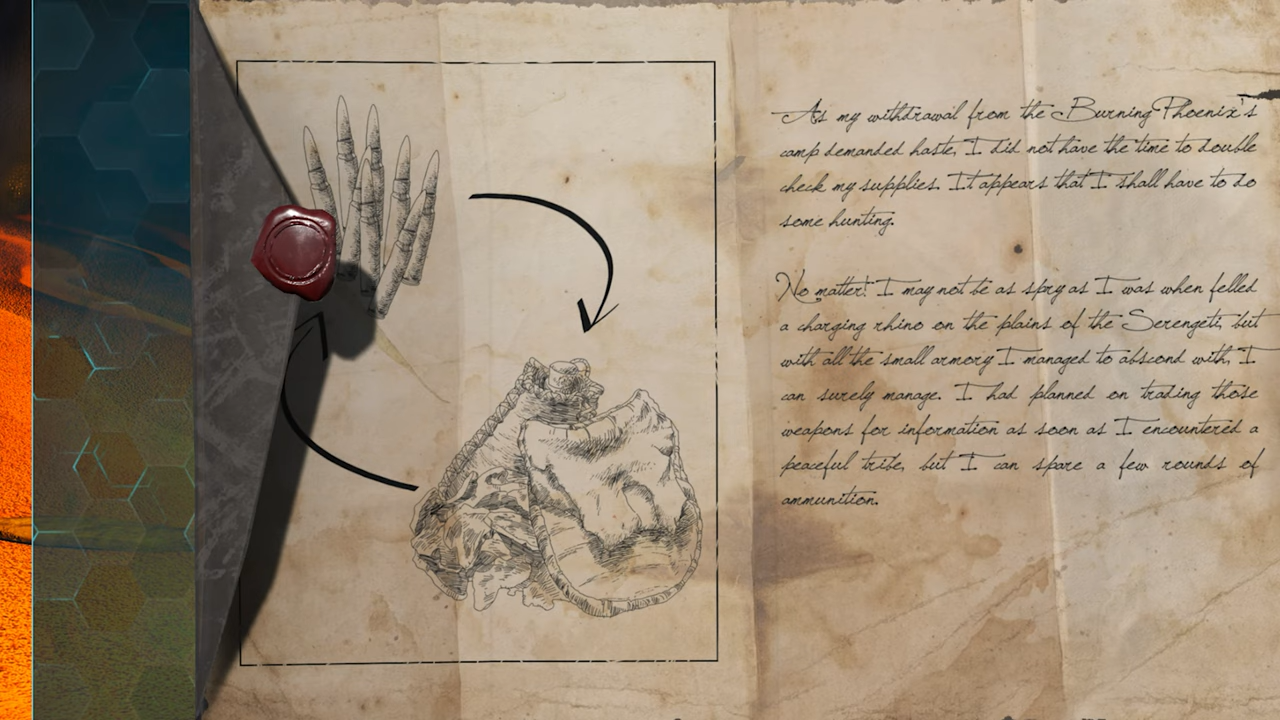 As my withdrawal from the Burning Phoenix's
camp demanded haste, I did not have the time to double
check my supplies. It appears that I shall have to do
some hunting.
No matter! I may not be as spry as I was when felled
a charging rhino on the plains of the Serengeti, but
with all the small armory I managed to abscond with, I
can surely manage. I had planned on trading those
weapons for information as soon as I encountered a
peaceful tribe, but I can spare a few rounds of
ammunition.